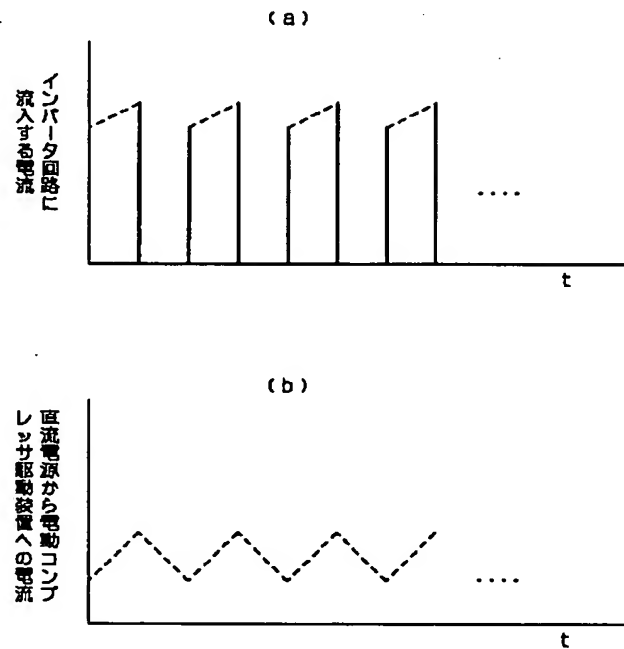 (a)
インバータ回路に
流入する電流
....
t
(b)
直流電源から電動コンプ
レッサ駆動装置への電流
....
t